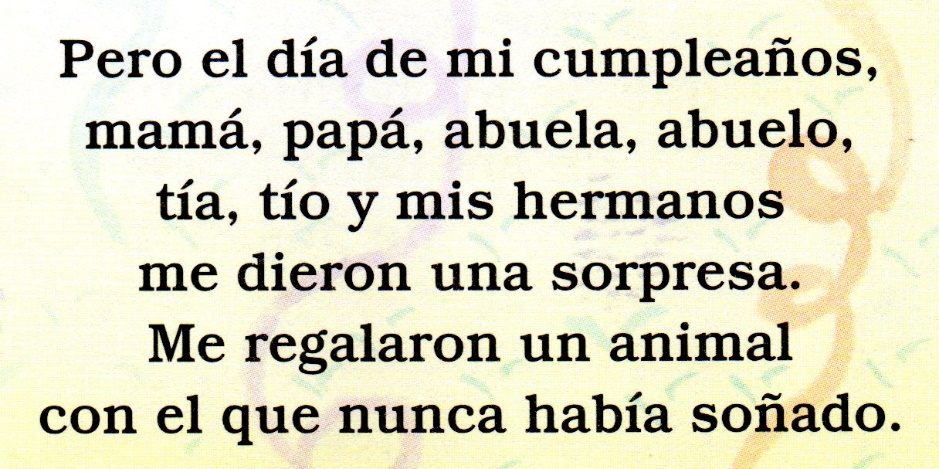 Pero el día de mi cumpleaños,
mamá, papá, abuela, abuelo,
tía, tío y mis hermanos
me dieron una sorpresa.
Me regalaron un animal
con el que nunca había soñado.